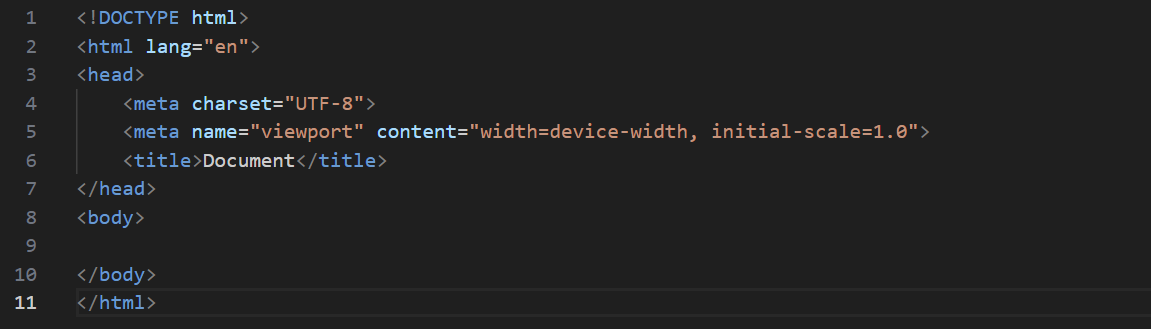 1 <!DOCTYPE html>
2 <html lang="en">
3 <head>
4     <meta charset="UTF-8">
5     <meta name="viewport" content="width=device-width, initial-scale=1.0">
6     <title>Document</title>
7 </head>
8 <body>
9
10 </body>
11 </html>